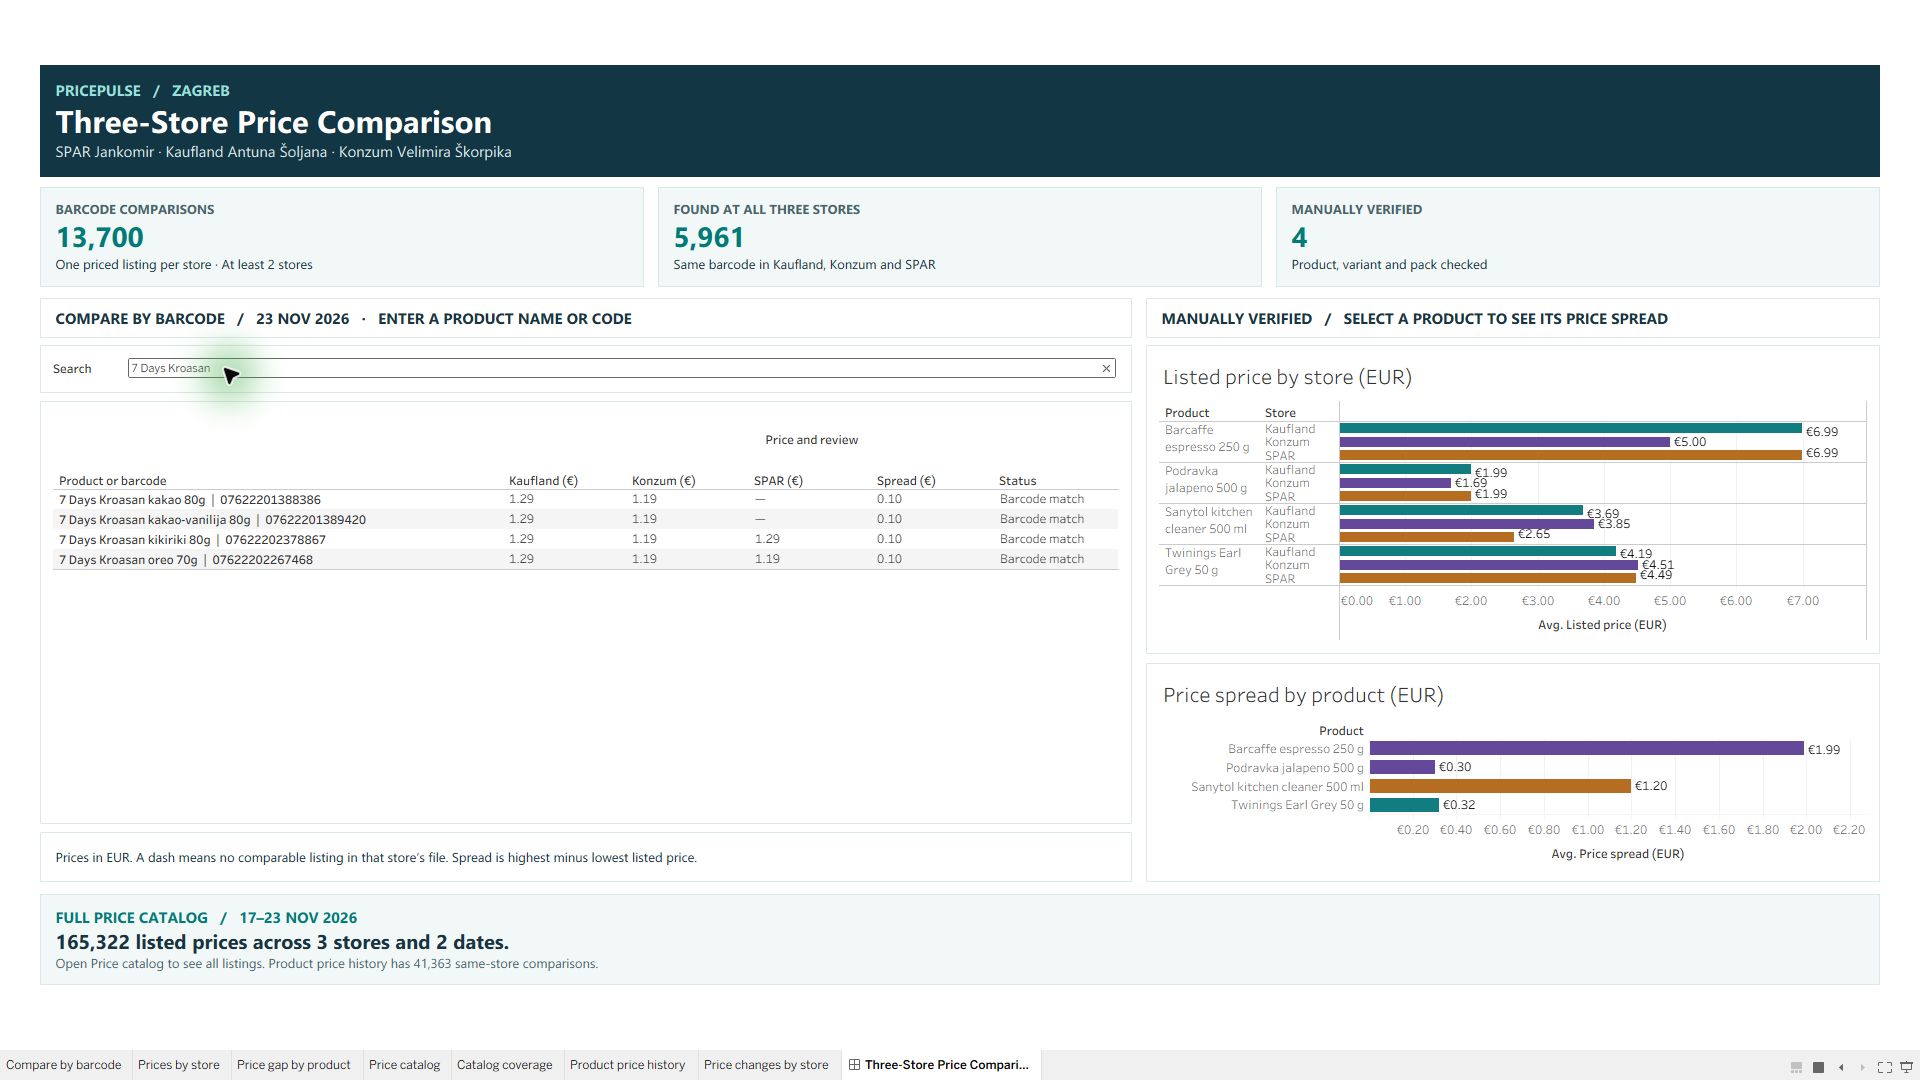 PRICEPULSE / ZAGREB
Three-Store Price Comparison
SPAR Jankomir · Kaufland Antuna Šoljana · Konzum Velimira Škorpika
BARCODE COMPARISONS
13,700
One priced listing per store · At least 2 stores
FOUND AT ALL THREE STORES
5,961
Same barcode in Kaufland, Konzum and SPAR
MANUALLY VERIFIED
4
Product, variant and pack checked
COMPARE BY BARCODE / 23 NOV 2026 · ENTER A PRODUCT NAME OR CODE
Search 7 Days Kroasan ×
Price and review
Product or barcode Kaufland (€) Konzum (€) SPAR (€) Spread (€) Status
7 Days Kroasan kakao 80g | 07622201388386 1.29 1.19 — 0.10 Barcode match
7 Days Kroasan kakao-vanilija 80g | 07622201389420 1.29 1.19 — 0.10 Barcode match
7 Days Kroasan kikiriki 80g | 07622202378867 1.29 1.19 1.29 0.10 Barcode match
7 Days Kroasan oreo 70g | 07622202267468 1.29 1.19 1.19 0.10 Barcode match
Prices in EUR. A dash means no comparable listing in that store's file. Spread is highest minus lowest listed price.
MANUALLY VERIFIED / SELECT A PRODUCT TO SEE ITS PRICE SPREAD
Listed price by store (EUR)
Product Store
Barcaffe espresso 250 g
Kaufland €6.99
Konzum €5.00
SPAR €6.99
Podravka jalapeno 500 g
Kaufland €1.99
Konzum €1.69
SPAR €1.99
Sanytol kitchen cleaner 500 ml
Kaufland €3.69
Konzum €3.85
SPAR €2.65
Twinings Earl Grey 50 g
Kaufland €4.19
Konzum €4.51
SPAR €4.49
€0.00 €1.00 €2.00 €3.00 €4.00 €5.00 €6.00 €7.00
Avg. Listed price (EUR)
Price spread by product (EUR)
Product
Barcaffe espresso 250 g €1.99
Podravka jalapeno 500 g €0.30
Sanytol kitchen cleaner 500 ml €1.20
Twinings Earl Grey 50 g €0.32
€0.20 €0.40 €0.60 €0.80 €1.00 €1.20 €1.40 €1.60 €1.80 €2.00 €2.20
Avg. Price spread (EUR)
FULL PRICE CATALOG / 17–23 NOV 2026
165,322 listed prices across 3 stores and 2 dates.
Open Price catalog to see all listings. Product price history has 41,363 same-store comparisons.
Compare by barcode Prices by store Price gap by product Price catalog Catalog coverage Product price history Price changes by store Three-Store Price Compari...